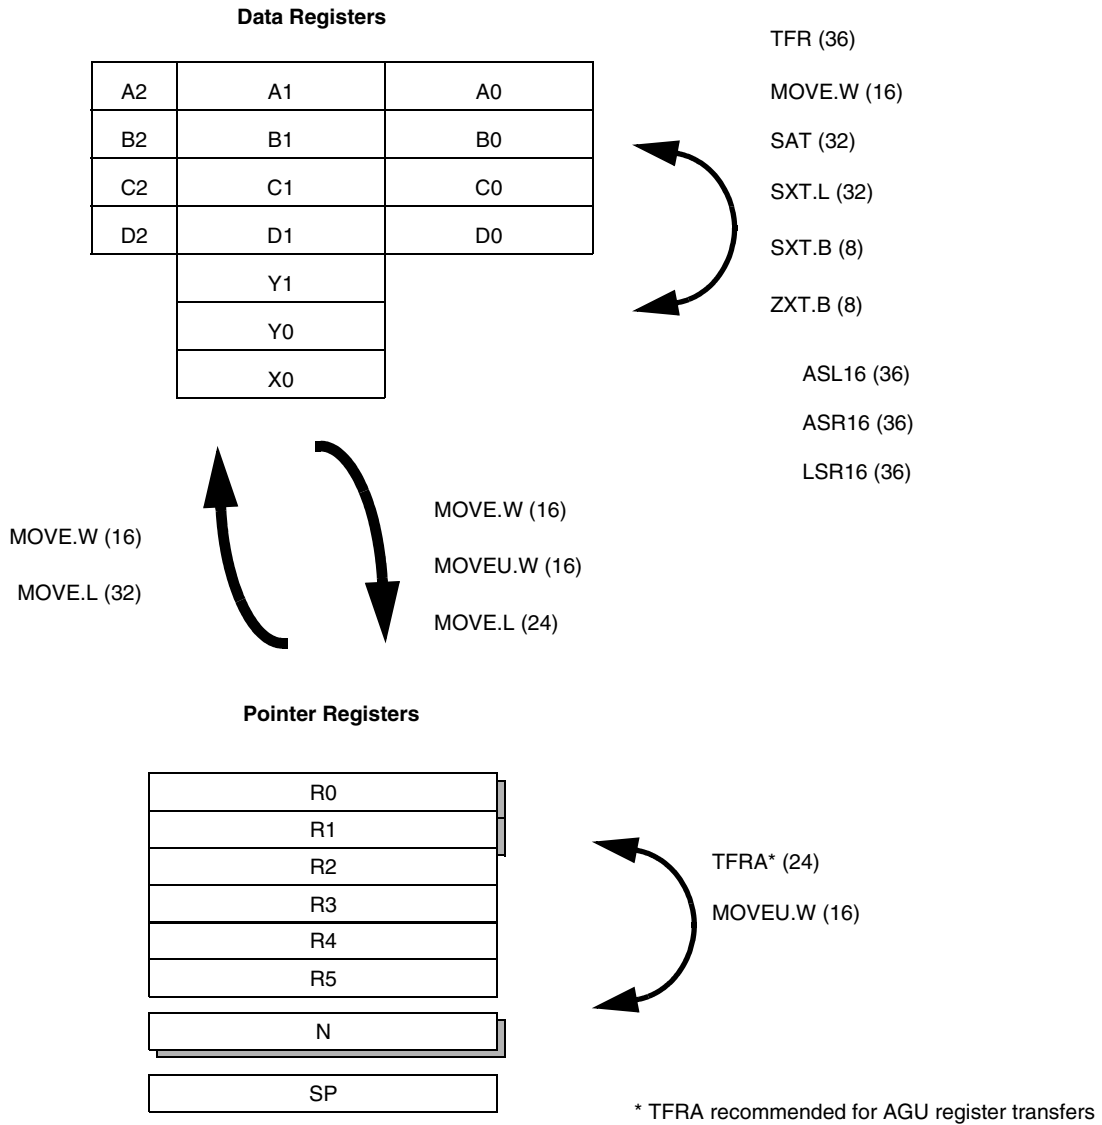 Data Registers
A2 A1 A0
B2 B1 B0
C2 C1 C0
D2 D1 D0
Y1
Y0
X0
TFR (36)
MOVE.W (16)
SAT (32)
SXT.L (32)
SXT.B (8)
ZXT.B (8)
ASL16 (36)
ASR16 (36)
LSR16 (36)
MOVE.W (16)
MOVE.L (32)
MOVE.W (16)
MOVEU.W (16)
MOVE.L (24)
Pointer Registers
R0
R1
R2
R3
R4
R5
N
SP
TFRA* (24)
MOVEU.W (16)
* TFRA recommended for AGU register transfers